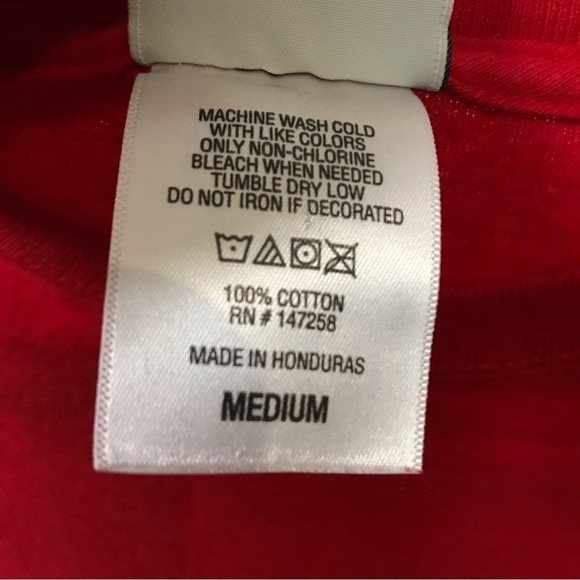 MACHINE WASH COLD
WITH LIKE COLORS
ONLY NON-CHLORINE
BLEACH WHEN NEEDED
TUMBLE DRY LOW
DO NOT IRON IF DECORATED
100% COTTON
RN # 147258
MADE IN HONDURAS
MEDIUM